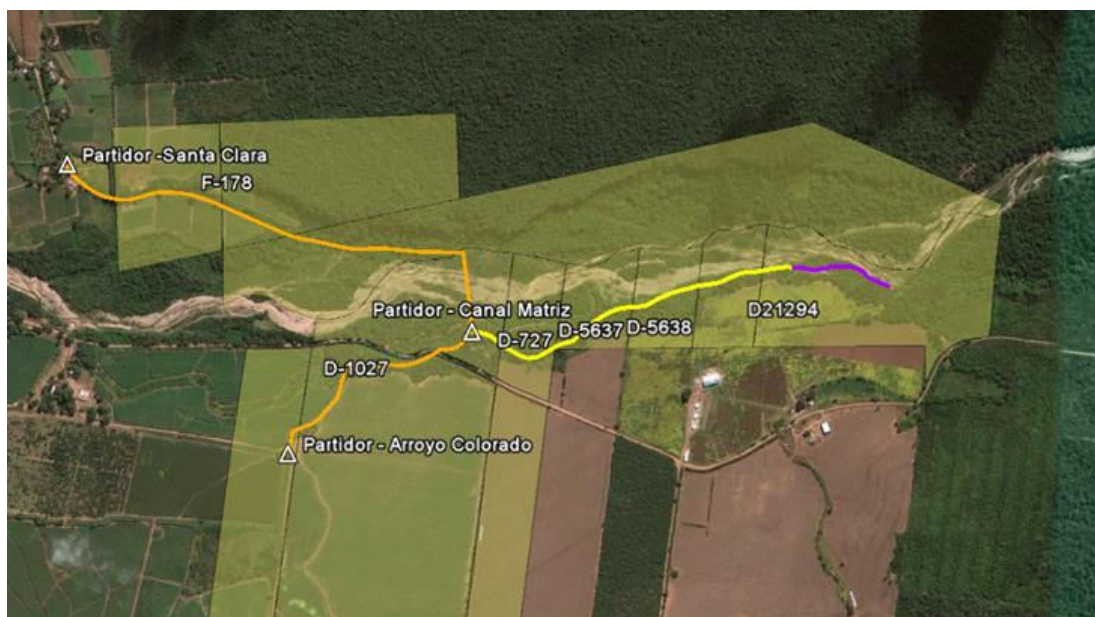 Partidor -Santa Clara
F-178
Partidor - Canal Matriz
D-727
D-5637
D-5638
D21294
D-1027
Partidor - Arroyo Colorado